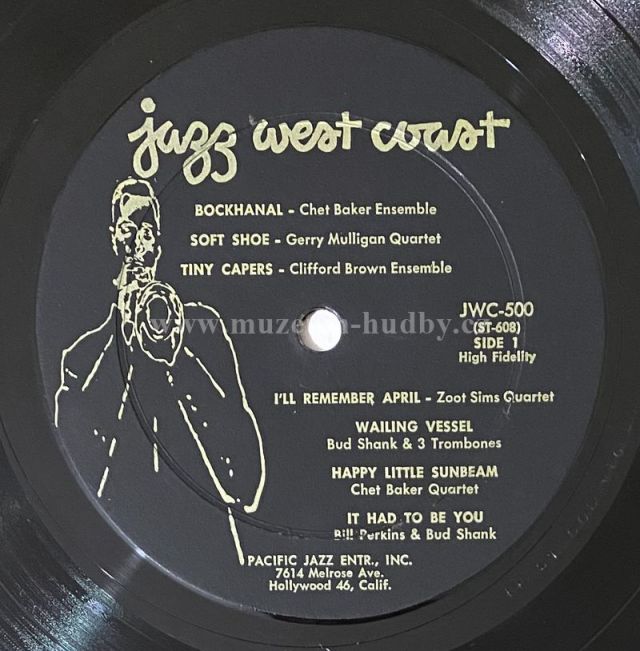 jazz west coast
BOCKHANAL - Chet Baker Ensemble
SOFT SHOE - Gerry Mulligan Quartet
TINY CAPERS - Clifford Brown Ensemble
JWC-500
(ST-608)
SIDE 1
High Fidelity
I'LL REMEMBER APRIL - Zoot Sims Quartet
WAILING VESSEL
Bud Shank & 3 Trombones
HAPPY LITTLE SUNBEAM
Chet Baker Quartet
IT HAD TO BE YOU
Bill Perkins & Bud Shank
PACIFIC JAZZ ENTR., INC.
7614 Melrose Ave.
Hollywood 46, Calif.